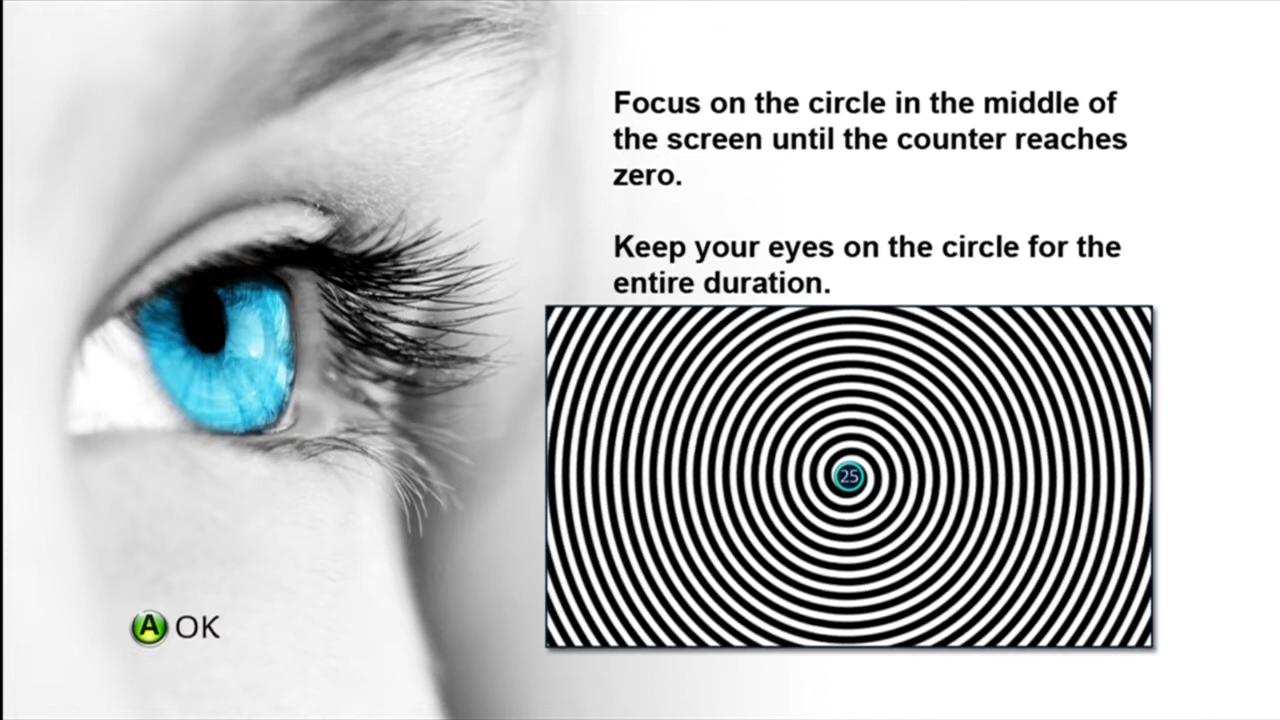 Focus on the circle in the middle of
the screen until the counter reaches
zero.
Keep your eyes on the circle for the
entire duration.
25
A OK